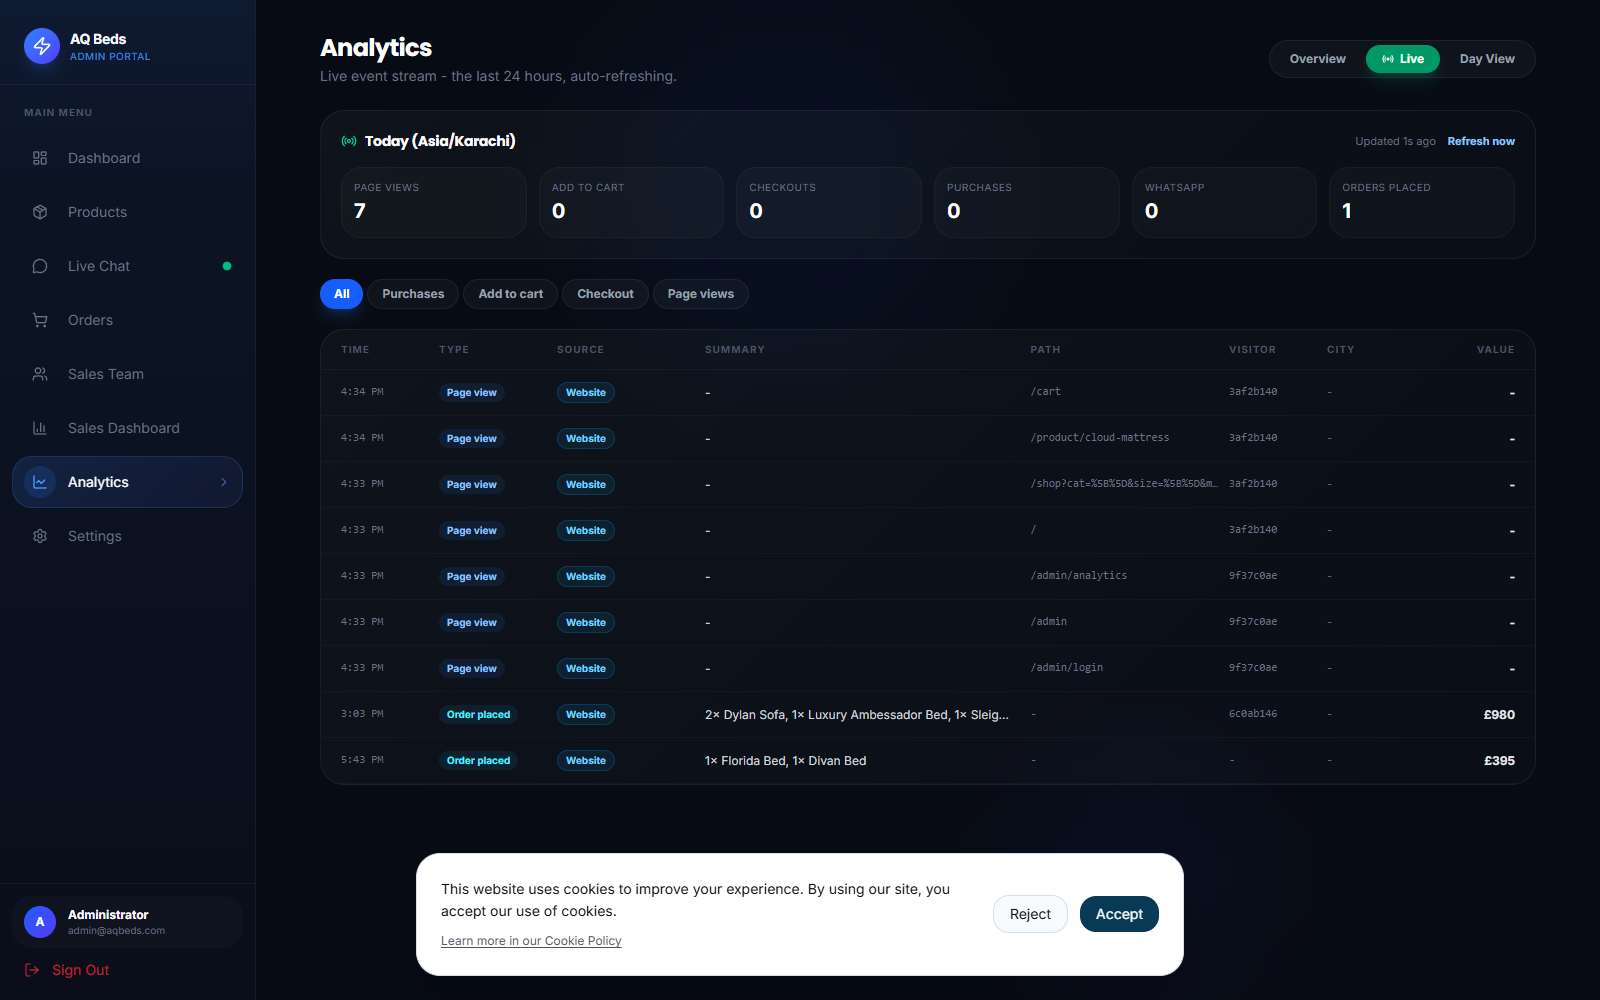 AQ Beds
ADMIN PORTAL
MAIN MENU
Dashboard
Products
Live Chat
Orders
Sales Team
Sales Dashboard
Analytics
Settings
A
Administrator
admin@aqbeds.com
Sign Out
Analytics
Live event stream - the last 24 hours, auto-refreshing.
Overview Live Day View
Today (Asia/Karachi)
Updated 1s ago Refresh now
PAGE VIEWS ADD TO CART CHECKOUTS PURCHASES WHATSAPP ORDERS PLACED
7 0 0 0 0 1
All Purchases Add to cart Checkout Page views
TIME TYPE SOURCE SUMMARY PATH VISITOR CITY VALUE
4:34 PM Page view Website - /cart 3af2b140 - -
4:34 PM Page view Website - /product/cloud-mattress 3af2b140 - -
4:33 PM Page view Website - /shop?cat=%5B%5D&size=%5B%5D&m… 3af2b140 - -
4:33 PM Page view Website - / 3af2b140 - -
4:33 PM Page view Website - /admin/analytics 9f37c0ae - -
4:33 PM Page view Website - /admin 9f37c0ae - -
4:33 PM Page view Website - /admin/login 9f37c0ae - -
3:03 PM Order placed Website 2× Dylan Sofa, 1× Luxury Ambessador Bed, 1× Sleig... - 6c0ab146 - £980
5:43 PM Order placed Website 1× Florida Bed, 1× Divan Bed - - - £395
This website uses cookies to improve your experience. By using our site, you
accept our use of cookies.
Learn more in our Cookie Policy
Reject Accept